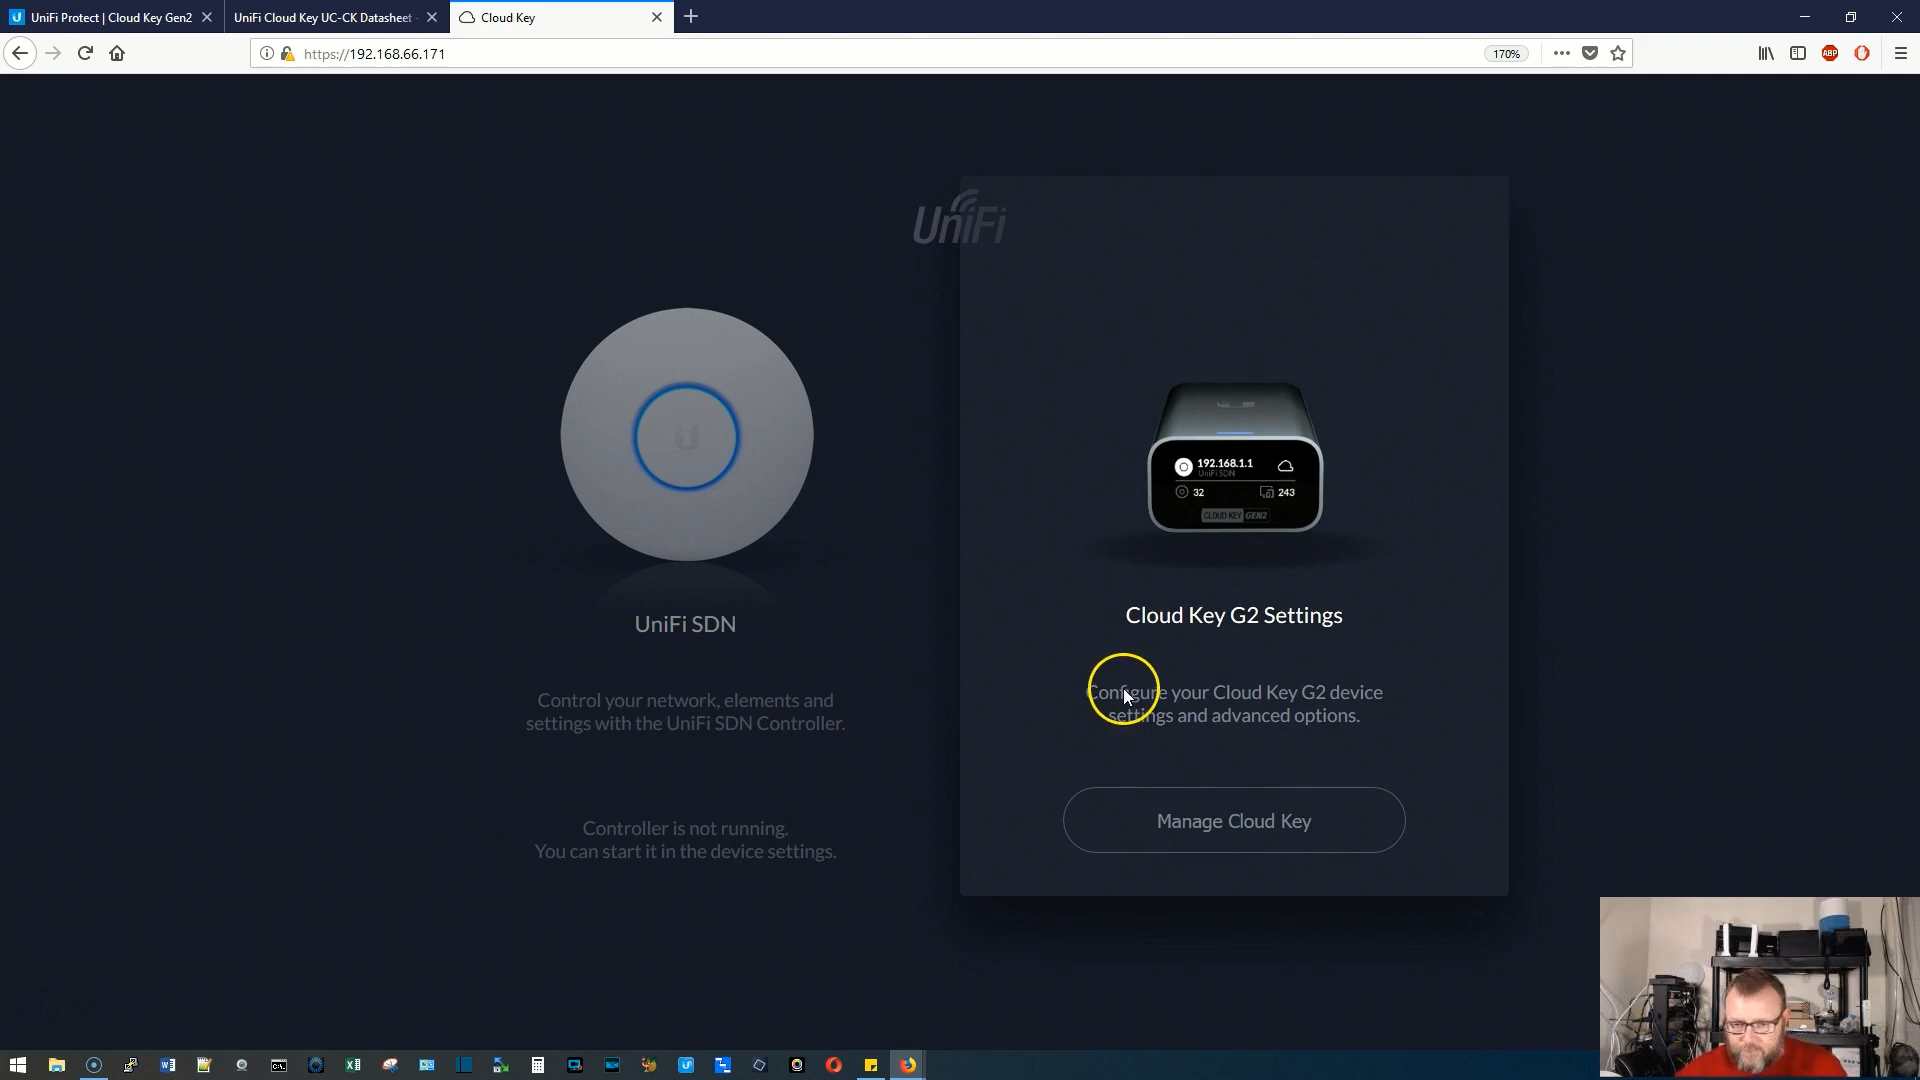 UniFi Protect | Cloud Key Gen2
UniFi Cloud Key UC-CK Datasheet -
Cloud Key
https://192.168.66.171
170%
ABP
UniFi
192.168.1.1
UniFi SDN
32
243
CLOUD KEY GEN2
UniFi SDN
Control your network, elements and
settings with the UniFi SDN Controller.
Controller is not running.
You can start it in the device settings.
Cloud Key G2 Settings
Configure your Cloud Key G2 device
settings and advanced options.
Manage Cloud Key